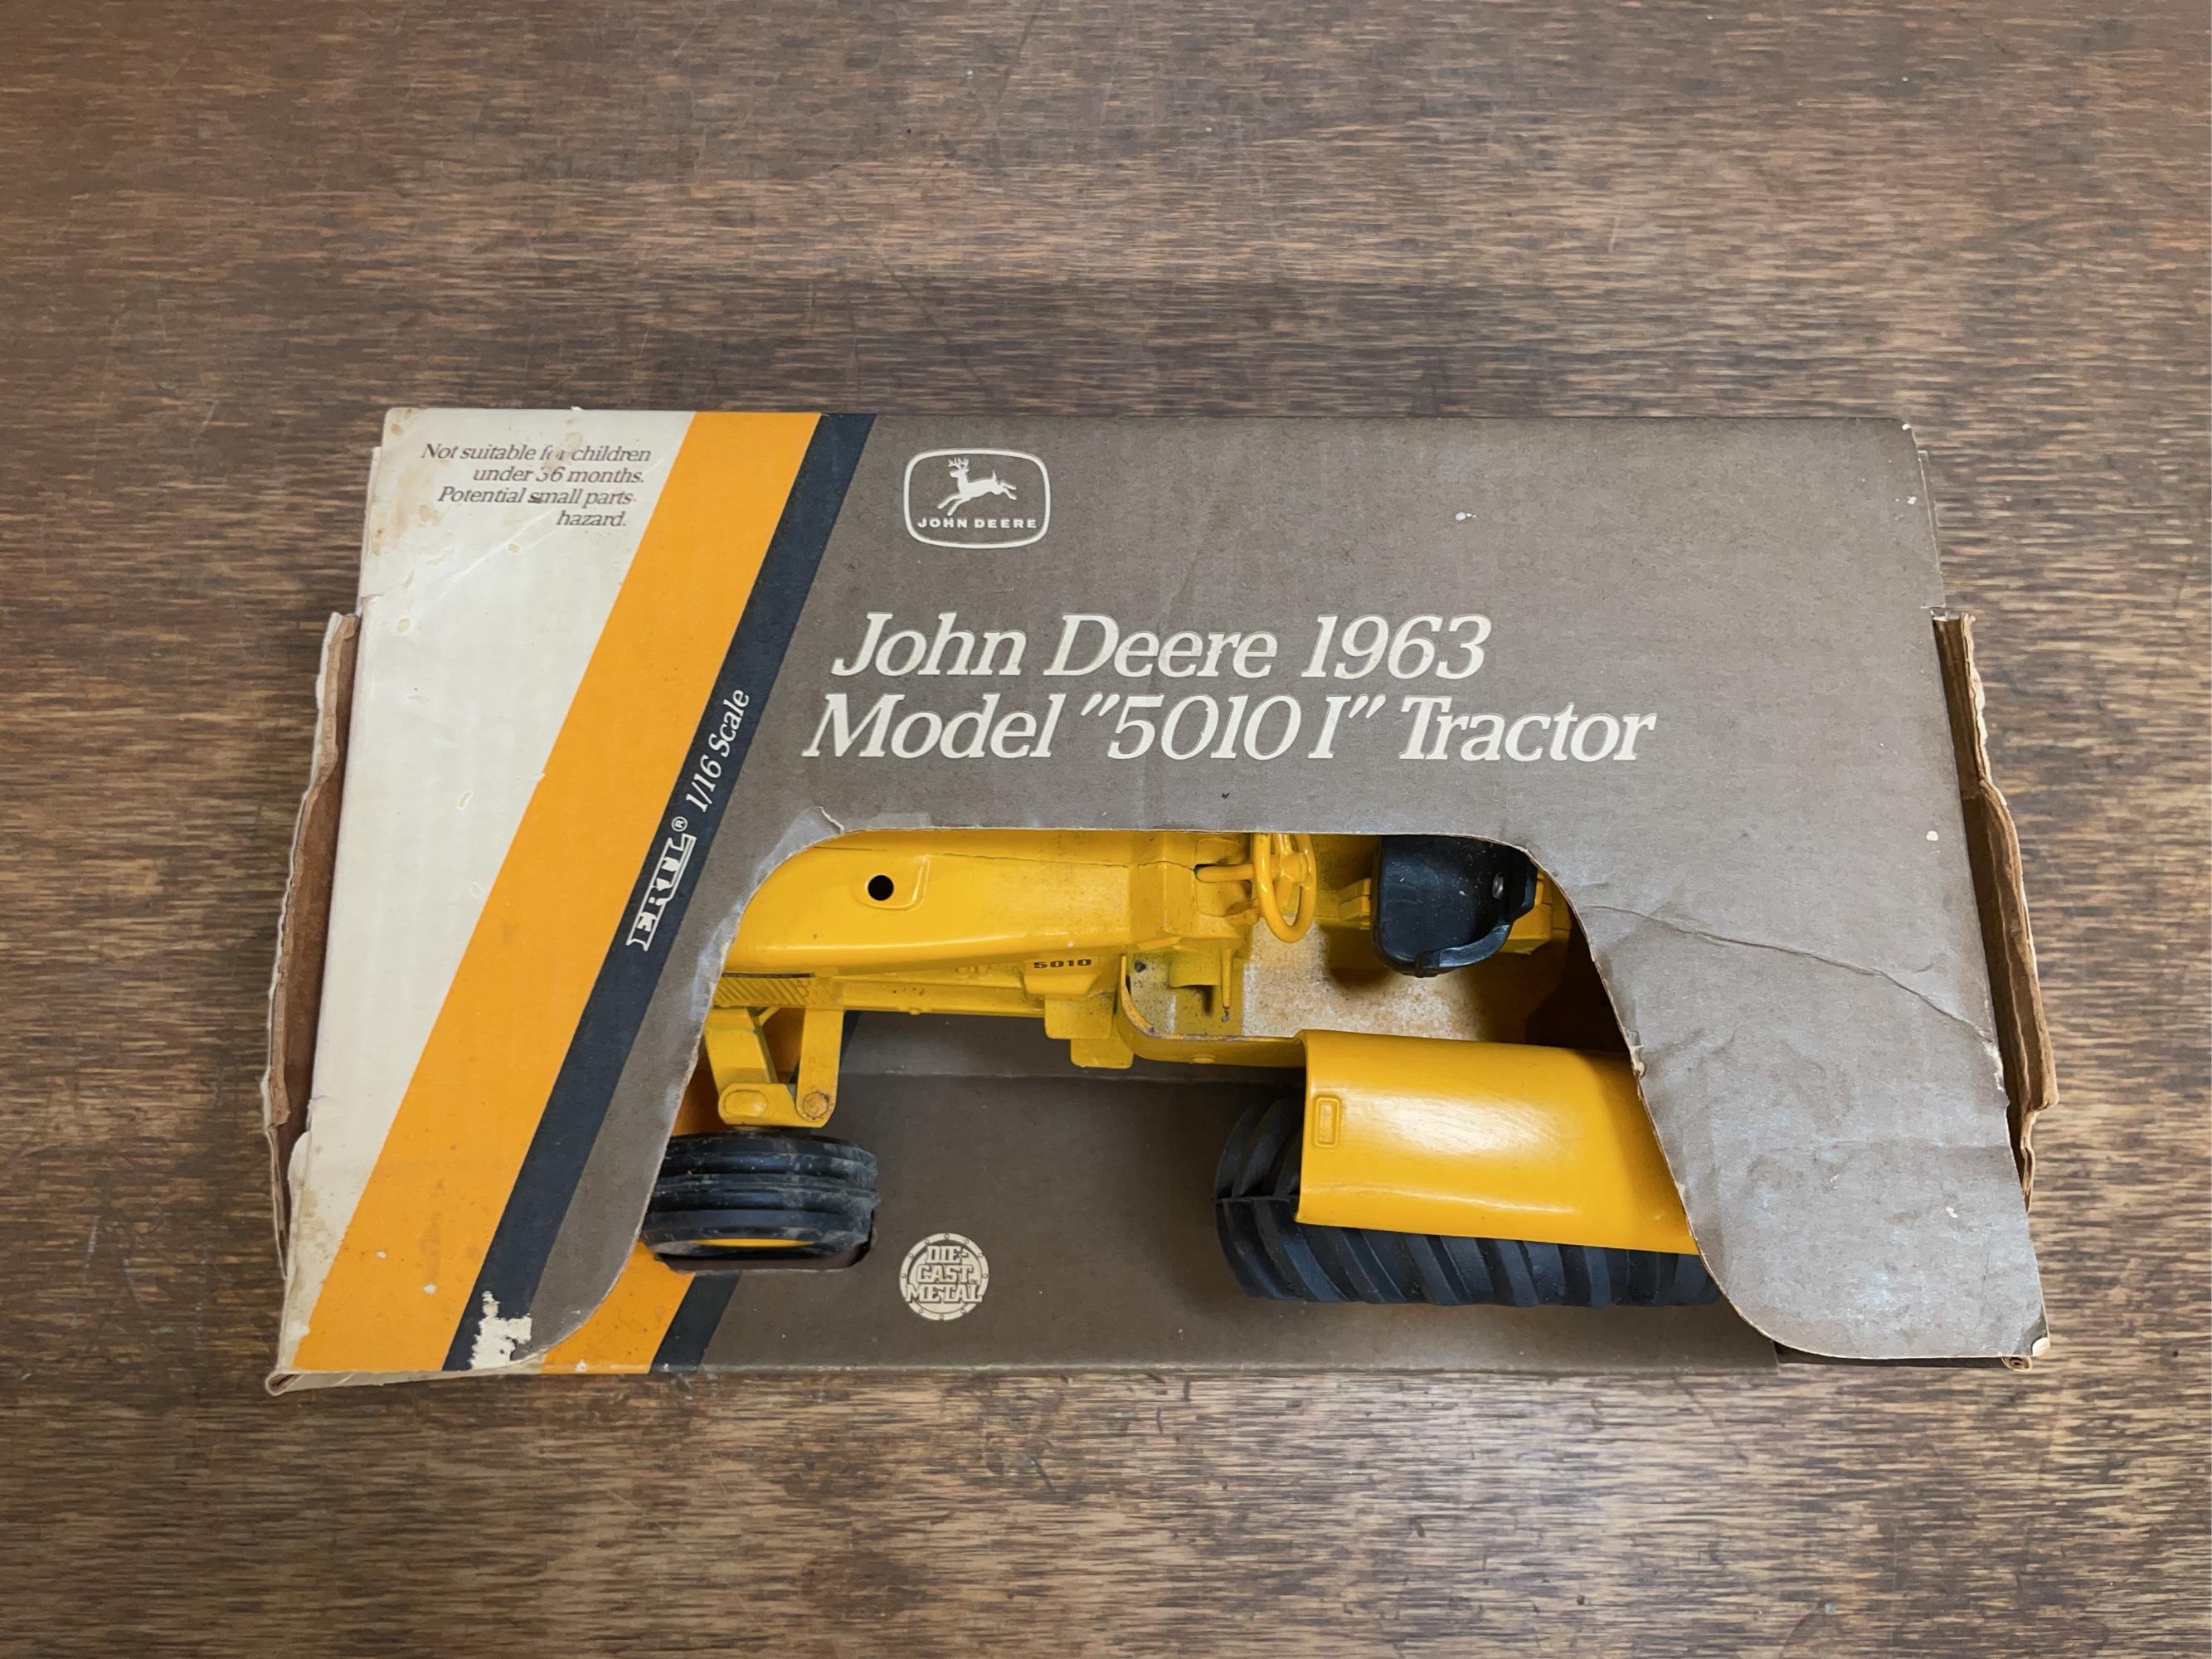 Not suitable for children
under 36 months.
Potential small parts
hazard.
JOHN DEERE
John Deere 1963
Model "5010 I" Tractor
ERTL® 1/16 Scale
5010
DIE
CAST
METAL